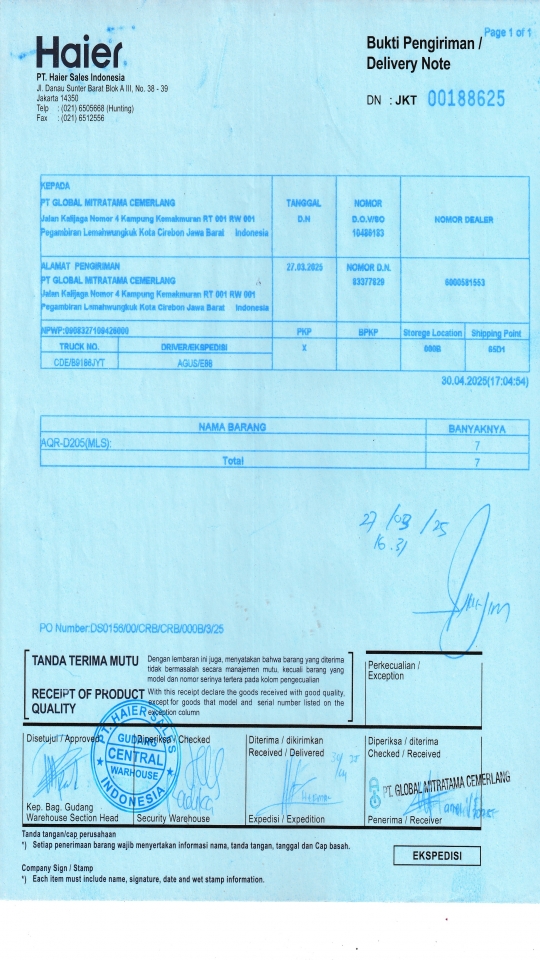 Page 1 of 1
Haier
PT. Haier Sales Indonesia
Jl. Danau Sunter Barat Blok A III, No. 38 - 39
Jakarta 14350
Telp : (021) 6505668 (Hunting)
Fax : (021) 6512556
Bukti Pengiriman /
Delivery Note
DN : JKT 00188625
KEPADA
PT GLOBAL MITRATAMA CEMERLANG
Jalan Kalijaga Nomor 4 Kampung Kemakmuran RT 001 RW 001
Pegambiran Lemahwungkuk Kota Cirebon Jawa Barat Indonesia
TANGGAL
D.N
NOMOR
D.O.V/SO
10489183
NOMOR DEALER
ALAMAT PENGIRIMAN
PT GLOBAL MITRATAMA CEMERLANG
Jalan Kalijaga Nomor 4 Kampung Kemakmuran RT 001 RW 001
Pegambiran Lemahwungkuk Kota Cirebon Jawa Barat Indonesia
27.03.2025
NOMOR D.N.
83377829
6000581553
NPWP:0908327109426000
PKP BPKP Storege Location Shipping Point
TRUCK NO. DRIVER/EKSPEDISI X 000B 65D1
CDE/B9186JYT AGUS/E88
30.04.2025(17:04:54)
NAMA BARANG BANYAKNYA
AQR-D205(MLS): 7
Total 7
27/03/25
16.31
PO Number:DS0156/00/CRB/CRB/000B/3/25
TANDA TERIMA MUTU
Dengan lembaran ini juga, menyatakan bahwa barang yang diterima
tidak bermasalah secara manajemen mutu, kecuali barang yang
model dan nomor serinya tertera pada kolom pengecualian
RECEIPT OF PRODUCT
QUALITY
With this receipt declare the goods received with good quality,
except for goods that model and serial number listed on the
exception column
Perkecualian /
Exception
Disetujui / Approved
Diperiksa / Checked
Diterima / dikirimkan
Received / Delivered
Diperiksa / diterima
Checked / Received
PT. HAIER SALES
GUDANG
CENTRAL
WARHOUSE
INDONESIA
PT. GLOBAL MITRATAMA CEMERLANG
Kep. Bag. Gudang
Warehouse Section Head
Security Warehouse
Expedisi / Expedition
Penerima / Receiver
Tanda tangan/cap perusahaan
*) Setiap penerimaan barang wajib menyertakan informasi nama, tanda tangan, tanggal dan Cap basah.
EKSPEDISI
Company Sign / Stamp
*) Each item must include name, signature, date and wet stamp information.